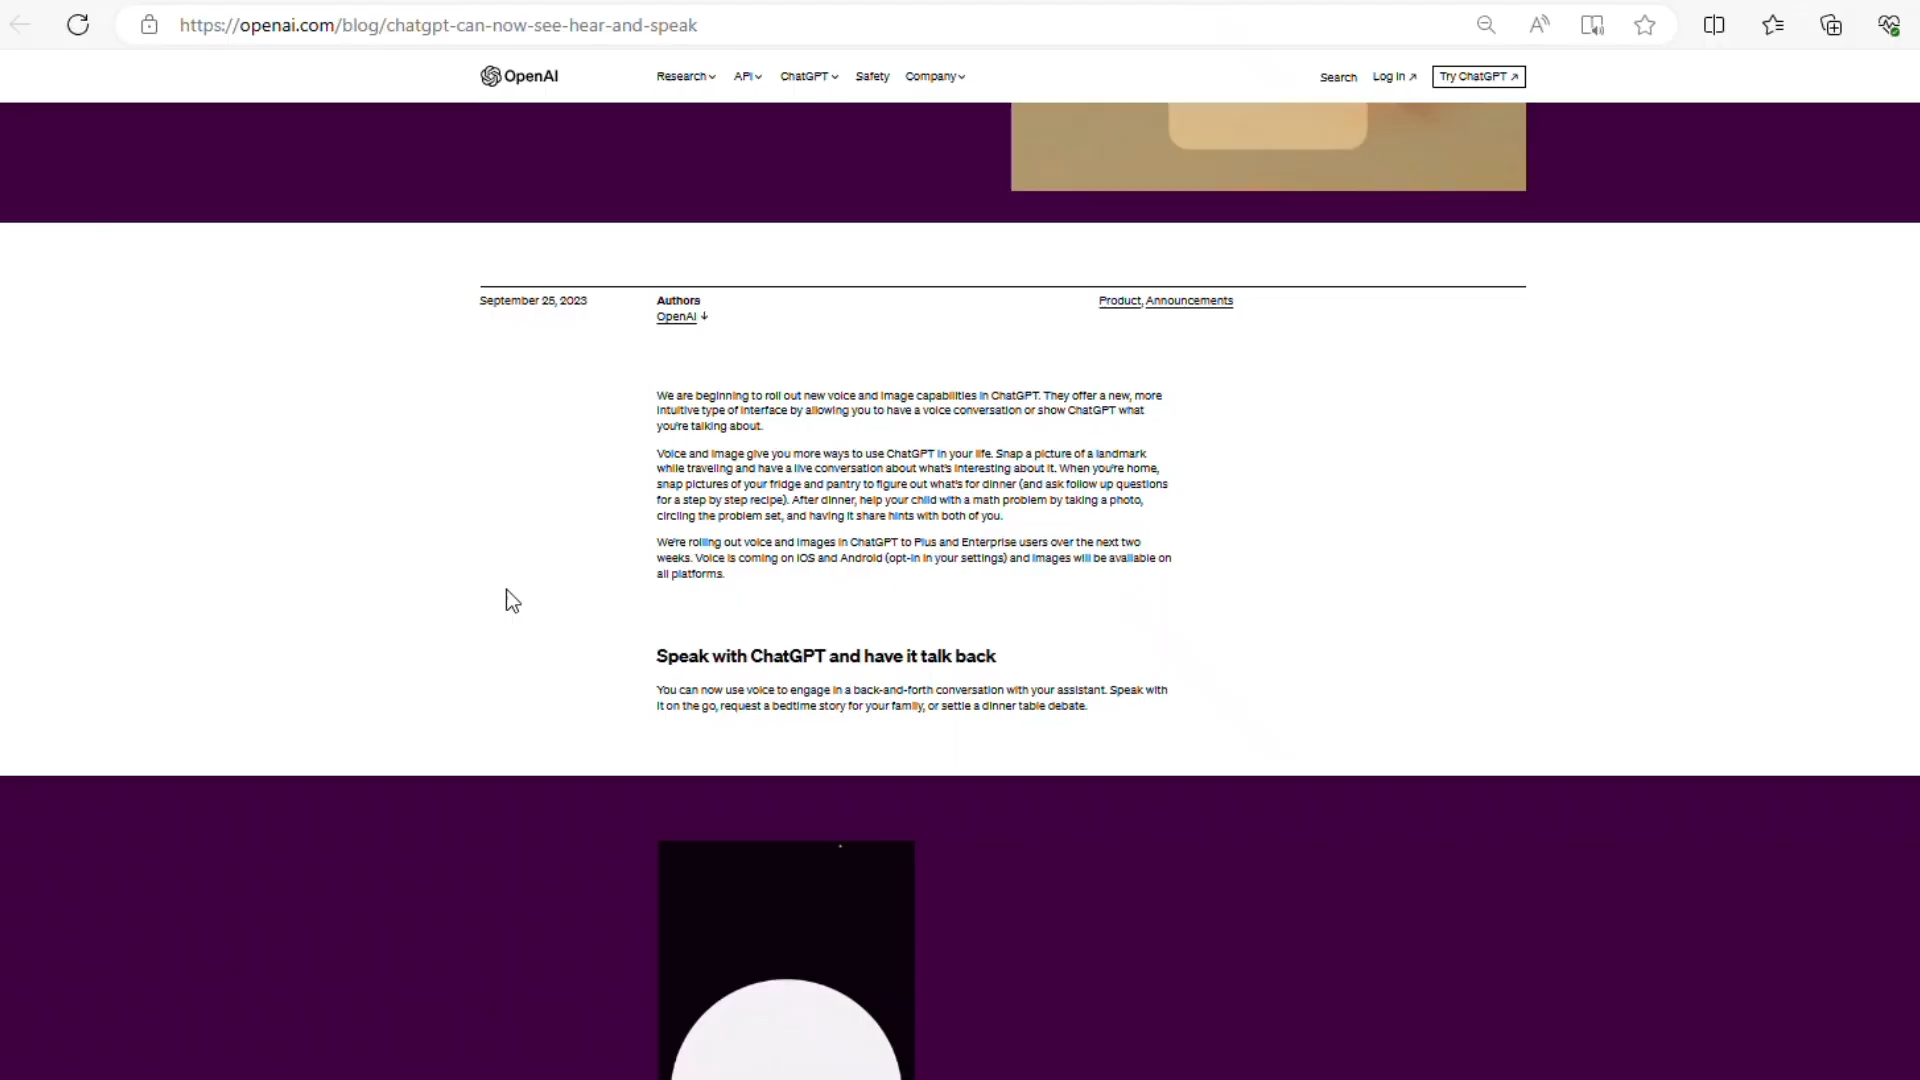 https://openai.com/blog/chatgpt-can-now-see-hear-and-speak
OpenAI Research API ChatGPT Safety Company Search Log in ↗ Try ChatGPT ↗
September 25, 2023 Authors Product, Announcements
OpenAI ↓
We are beginning to roll out new voice and image capabilities in ChatGPT. They offer a new, more
intuitive type of interface by allowing you to have a voice conversation or show ChatGPT what
you're talking about.
Voice and image give you more ways to use ChatGPT in your life. Snap a picture of a landmark
while traveling and have a live conversation about what's interesting about it. When you're home,
snap pictures of your fridge and pantry to figure out what's for dinner (and ask follow up questions
for a step by step recipe). After dinner, help your child with a math problem by taking a photo,
circling the problem set, and having it share hints with both of you.
We're rolling out voice and images in ChatGPT to Plus and Enterprise users over the next two
weeks. Voice is coming on iOS and Android (opt-in in your settings) and images will be available on
all platforms.
Speak with ChatGPT and have it talk back
You can now use voice to engage in a back-and-forth conversation with your assistant. Speak with
it on the go, request a bedtime story for your family, or settle a dinner table debate.